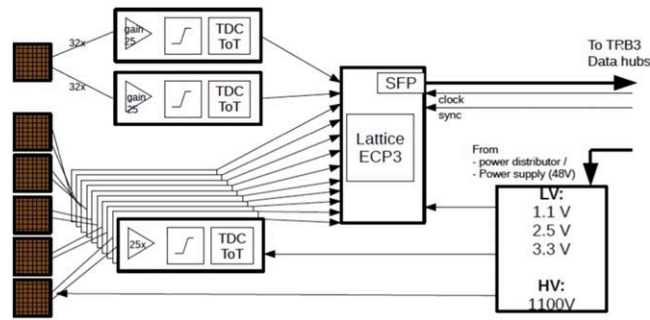 32x
gain
25
TDC
ToT
32x
gain
25
TDC
ToT
SFP
Lattice
ECP3
To TRB3
Data hubs
clock
sync
From
- power distributor /
- Power supply (48V)
25x
TDC
ToT
LV:
1.1 V
2.5 V
3.3 V
HV:
1100V